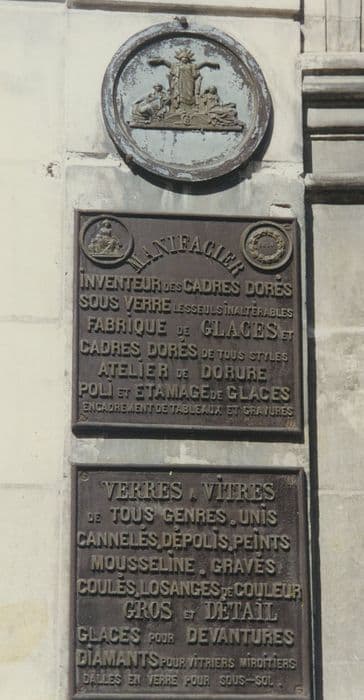 MANIFACIER
INVENTEUR DES CADRES DORÉS
SOUS VERRE LES SEULS INALTÉRABLES
FABRIQUE DE GLACES ET
CADRES DORÉS DE TOUS STYLES
ATELIER DE DORURE
POLI ET ETAMAGE DE GLACES
ENCADREMENT DE TABLEAUX ET GRAVURES
VERRES & VITRES
DE TOUS GENRES. UNIS
CANNELÉS, DÉPOLIS, PEINTS
MOUSSELINE. GRAVÉS
COULÉS, LOSANGES DE COULEUR
GROS ET DÉTAIL
GLACES POUR DEVANTURES
DIAMANTS POUR VITRIERS MIROITIERS
DALLES EN VERRE POUR SOUS-SOL.